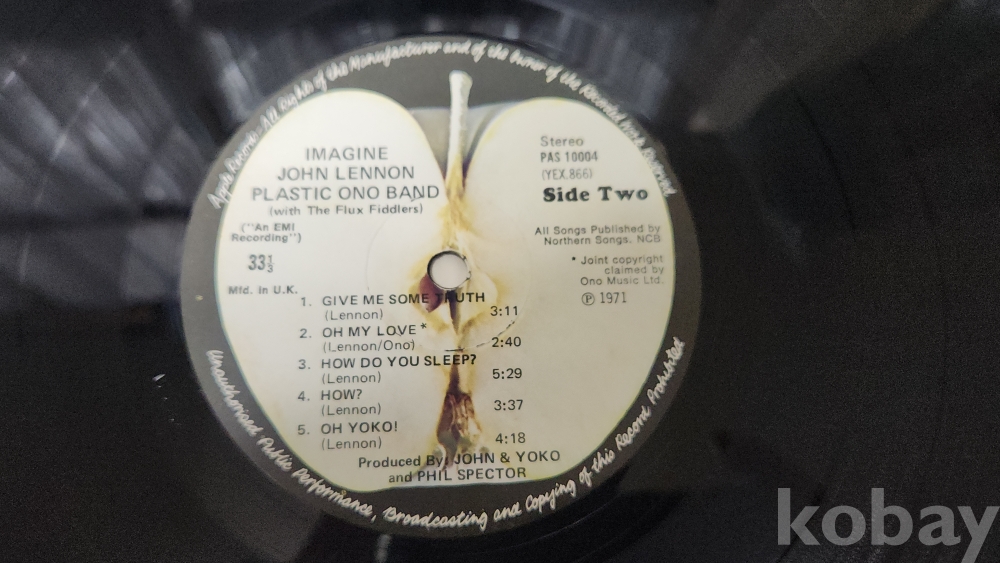 Apple Records · All Rights of the Manufacturer and of the Owner of the Recorded Work Reserved
IMAGINE
JOHN LENNON
PLASTIC ONO BAND
(with The Flux Fiddlers)
("An EMI
Recording")
33⅓
Mfd. in U.K.
Stereo
PAS 10004
(YEX.866)
Side Two
All Songs Published by
Northern Songs. NCB
* Joint copyright
claimed by
Ono Music Ltd.
℗ 1971
1. GIVE ME SOME TRUTH
(Lennon) 3:11
2. OH MY LOVE *
(Lennon/Ono) 2:40
3. HOW DO YOU SLEEP?
(Lennon) 5:29
4. HOW?
(Lennon) 3:37
5. OH YOKO!
(Lennon) 4:18
Produced By: JOHN & YOKO
and PHIL SPECTOR
Unauthorised Public Performance, Broadcasting and Copying of this Record Prohibited
kobay